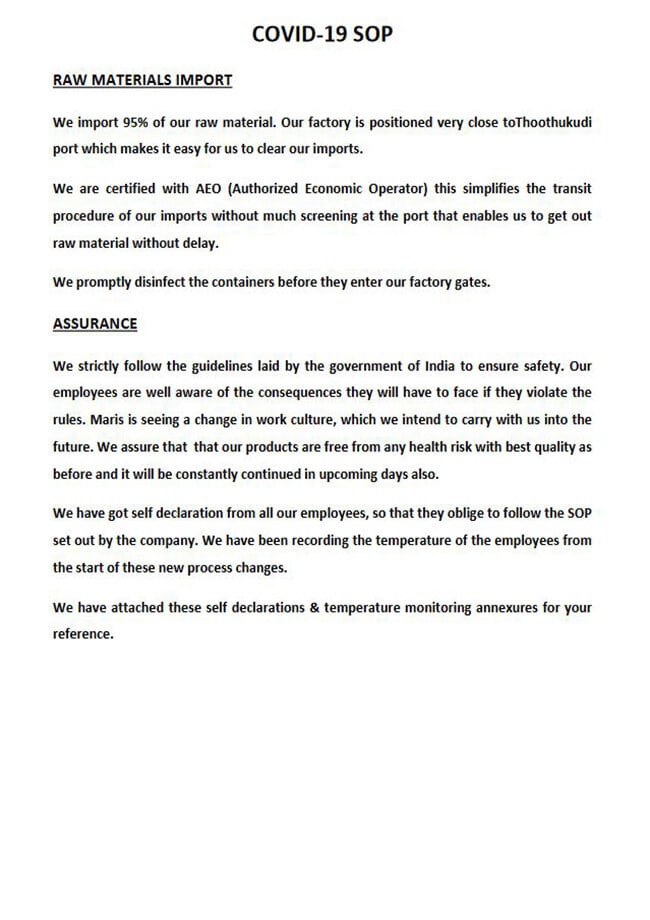 COVID-19 SOP
RAW MATERIALS IMPORT
We import 95% of our raw material. Our factory is positioned very close toThoothukudi
port which makes it easy for us to clear our imports.
We are certified with AEO (Authorized Economic Operator) this simplifies the transit
procedure of our imports without much screening at the port that enables us to get out
raw material without delay.
We promptly disinfect the containers before they enter our factory gates.
ASSURANCE
We strictly follow the guidelines laid by the government of India to ensure safety. Our
employees are well aware of the consequences they will have to face if they violate the
rules. Maris is seeing a change in work culture, which we intend to carry with us into the
future. We assure that  that our products are free from any health risk with best quality as
before and it will be constantly continued in upcoming days also.
We have got self declaration from all our employees, so that they oblige to follow the SOP
set out by the company. We have been recording the temperature of the employees from
the start of these new process changes.
We have attached these self declarations & temperature monitoring annexures for your
reference.